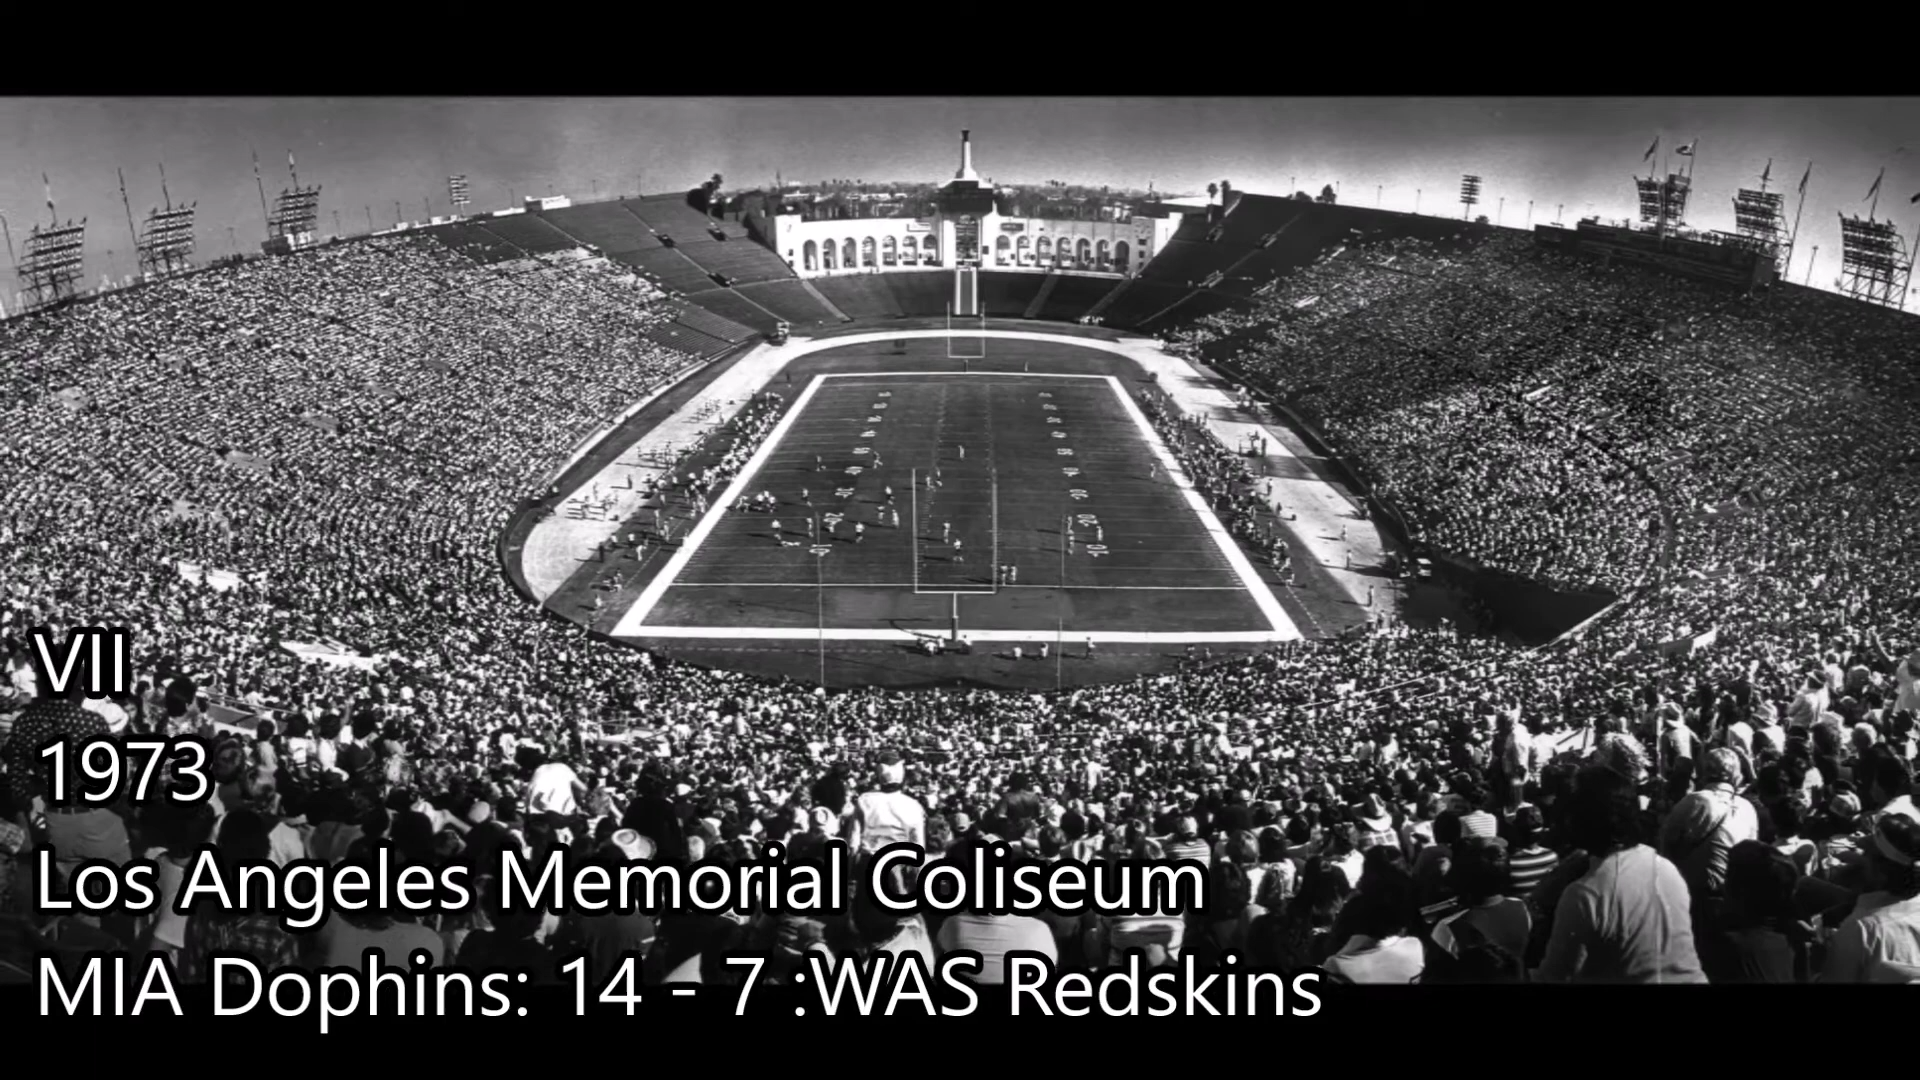 VII
1973
Los Angeles Memorial Coliseum
MIA Dophins: 14 - 7 :WAS Redskins